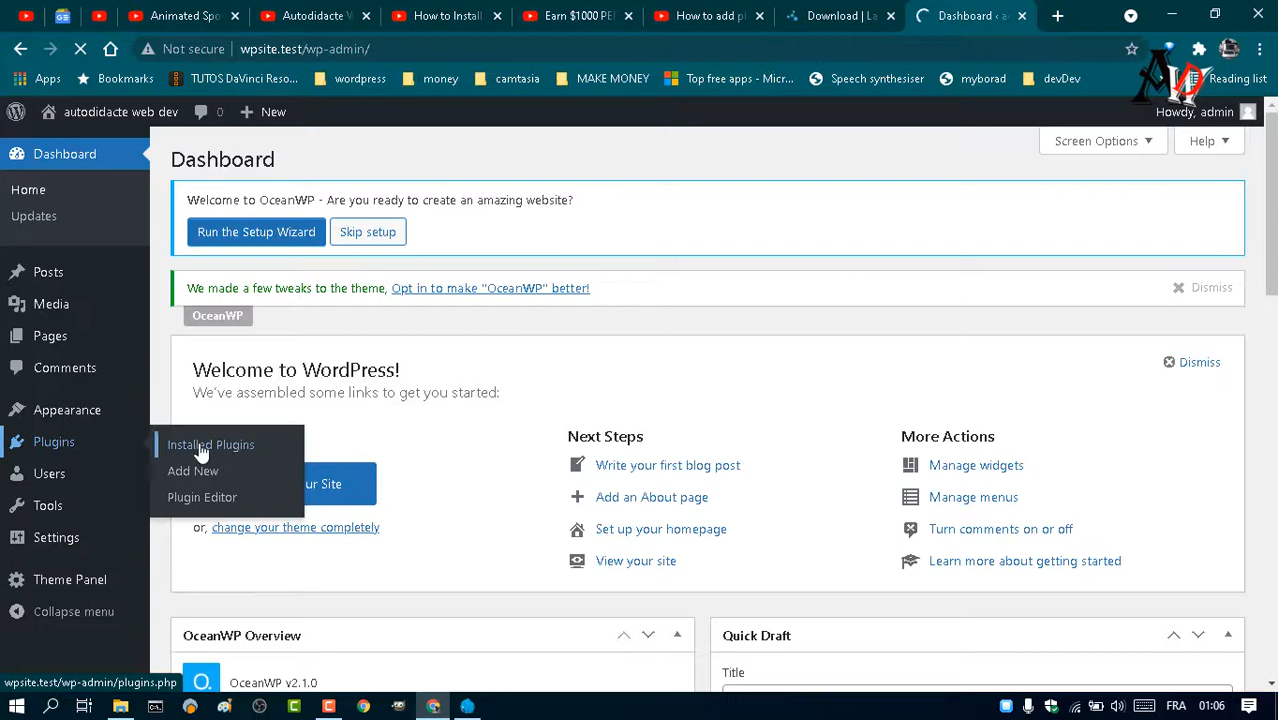 Animated Spo
Autodidacte V
How to Install
Earn $1000 PE
How to add pl
Download | La
Dashboard ‹ a
Not secure
wpsite.test/wp-admin/
Apps
Bookmarks
TUTOS DaVinci Reso...
wordpress
money
camtasia
MAKE MONEY
Top free apps - Micr...
Speech synthesiser
myborad
devDev
Reading list
autodidacte web dev
0
New
Howdy, admin
Dashboard
Home
Updates
Posts
Media
Pages
Comments
Appearance
Plugins
Users
Tools
Settings
Theme Panel
Collapse menu
Installed Plugins
Add New
Plugin Editor
Screen Options
Help
Dashboard
Welcome to OceanWP - Are you ready to create an amazing website?
Run the Setup Wizard
Skip setup
We made a few tweaks to the theme, Opt in to make "OceanWP" better!
Dismiss
OceanWP
Welcome to WordPress!
Dismiss
We've assembled some links to get you started:
ur Site
or, change your theme completely
Next Steps
Write your first blog post
Add an About page
Set up your homepage
View your site
More Actions
Manage widgets
Manage menus
Turn comments on or off
Learn more about getting started
OceanWP Overview
OceanWP v2.1.0
Quick Draft
Title
wpsite.test/wp-admin/plugins.php
FRA
01:06